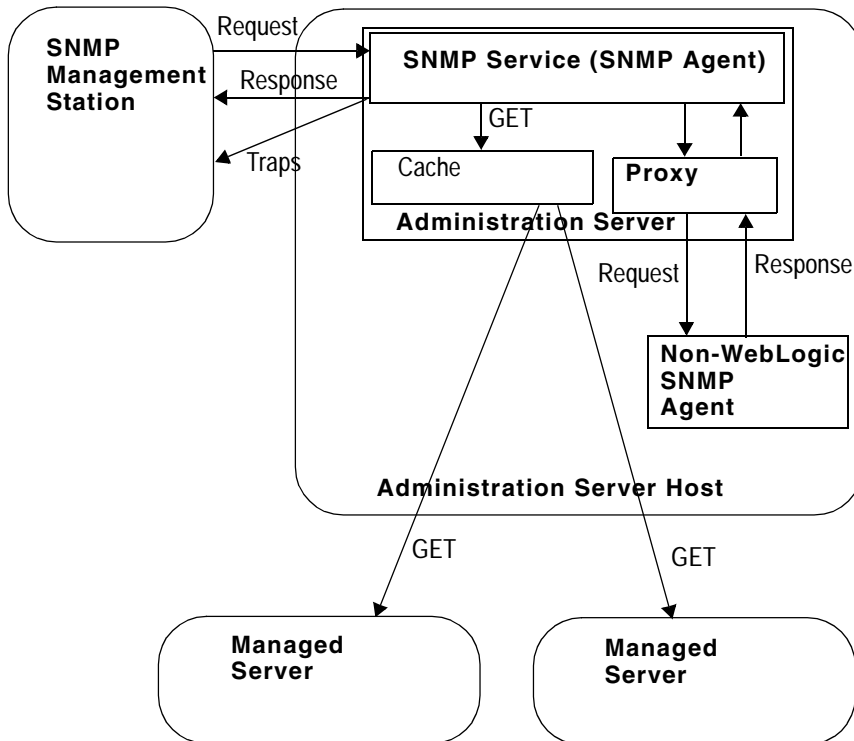 SNMP
Management
Station
Request
Response
Traps
SNMP Service (SNMP Agent)
GET
Cache
Proxy
Administration Server
Request
Response
Non-WebLogic
SNMP
Agent
Administration Server Host
GET
GET
Managed
Server
Managed
Server